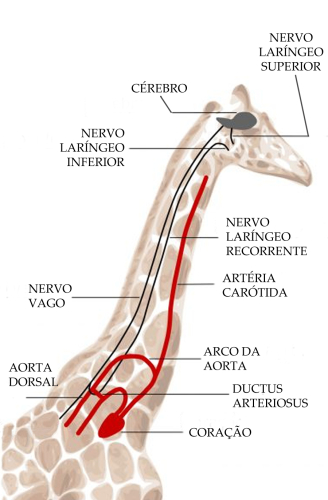 NERVO
LARÍNGEO
SUPERIOR
CÉREBRO
NERVO
LARÍNGEO
INFERIOR
NERVO
LARÍNGEO
RECORRENTE
ARTÉRIA
CARÓTIDA
NERVO
VAGO
ARCO DA
AORTA
AORTA
DORSAL
DUCTUS
ARTERIOSUS
CORAÇÃO